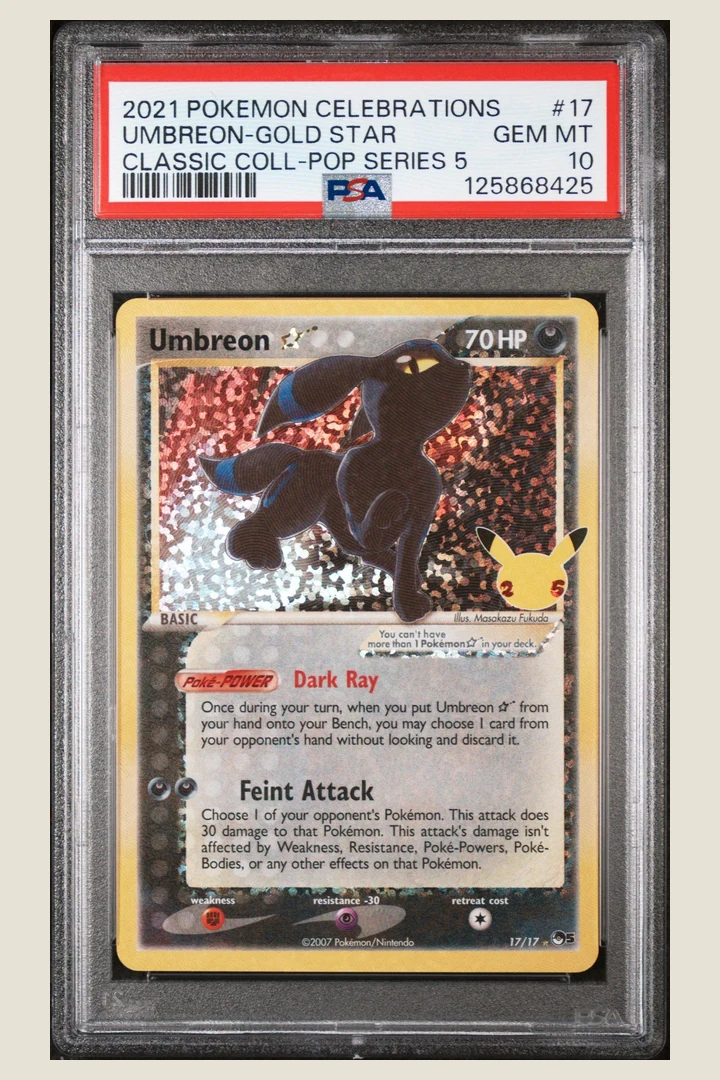 2021 POKEMON CELEBRATIONS #17
UMBREON-GOLD STAR GEM MT
CLASSIC COLL-POP SERIES 5 10
PSA 125868425
Umbreon 70 HP
25
BASIC Illus. Masakazu Fukuda
You can't have
more than 1 Pokémon in your deck.
Poké-POWER Dark Ray
Once during your turn, when you put Umbreon from
your hand onto your Bench, you may choose 1 card from
your opponent's hand without looking and discard it.
Feint Attack
Choose 1 of your opponent's Pokémon. This attack does
30 damage to that Pokémon. This attack's damage isn't
affected by Weakness, Resistance, Poké-Powers, Poké-
Bodies, or any other effects on that Pokémon.
weakness resistance -30 retreat cost
©2007 Pokémon/Nintendo 17/17 5
PSA